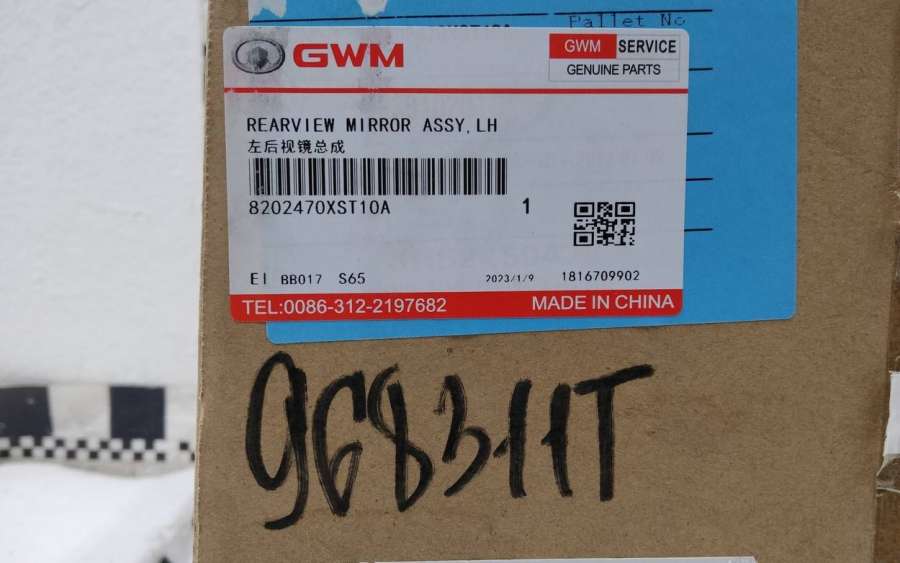 Pallet No
GWM
GWM SERVICE
GENUINE PARTS
REARVIEW MIRROR ASSY,LH
左后视镜总成
8202470XST10A 1
EI BB017 S65 2023/1/9 1816709902
TEL:0086-312-2197682 MADE IN CHINA
968311T